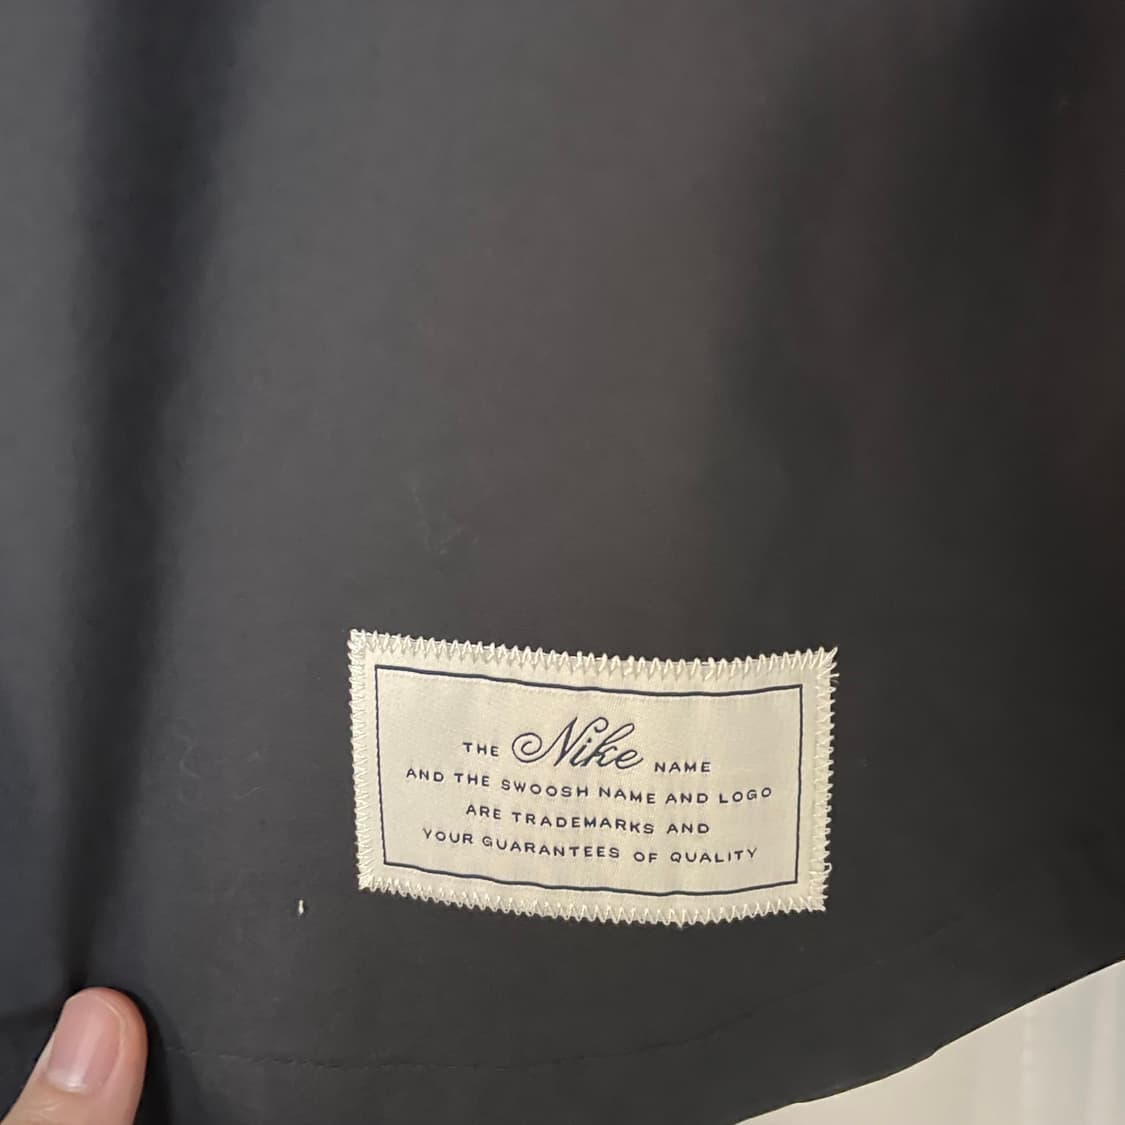 THE Nike NAME
AND THE SWOOSH NAME AND LOGO
ARE TRADEMARKS AND
YOUR GUARANTEES OF QUALITY